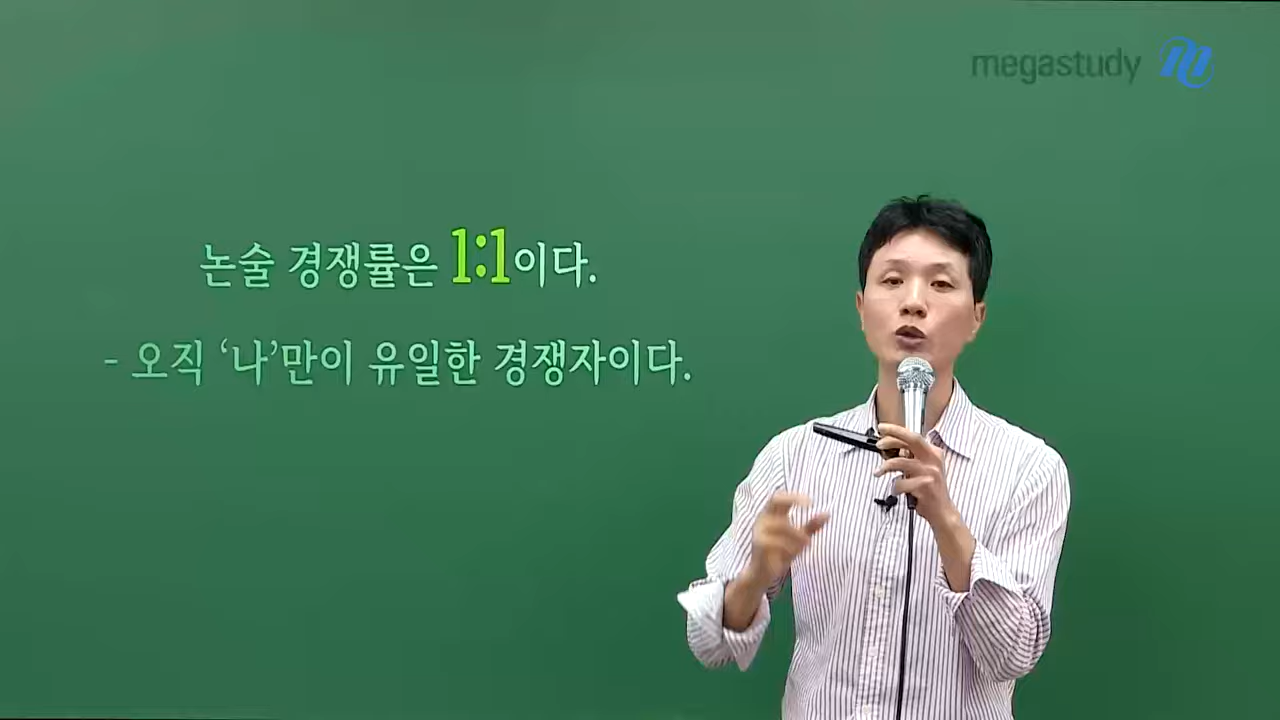 megastudy
논술 경쟁률은 1:1이다.
- 오직 ‘나’만이 유일한 경쟁자이다.